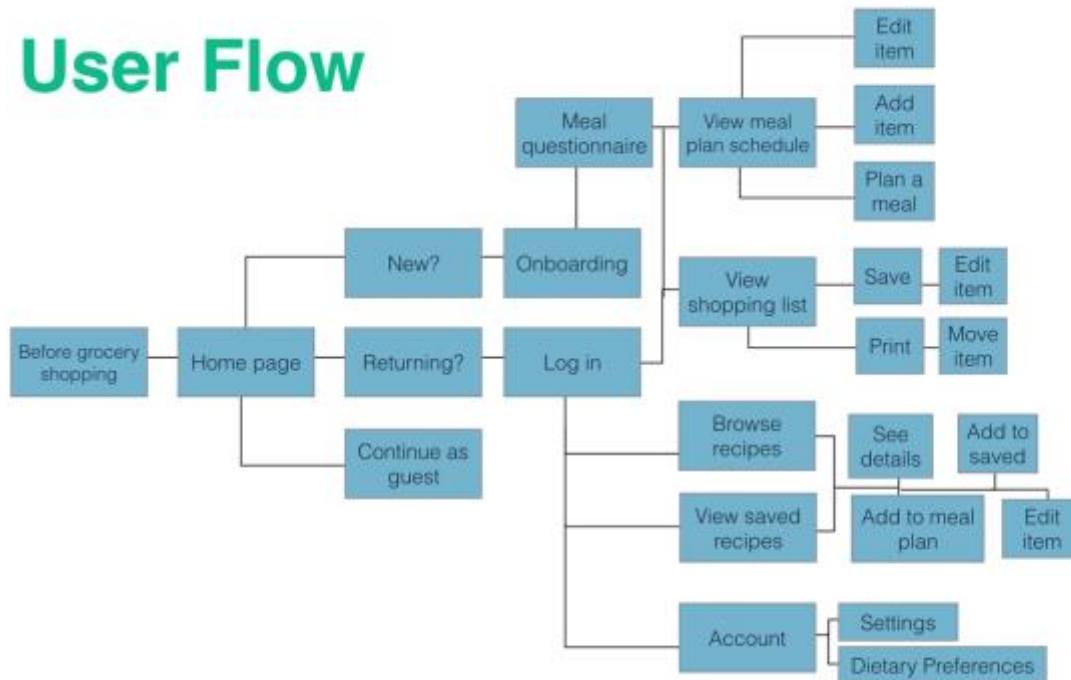 User Flow
Edit
item
Add
item
Plan a
meal
Meal
questionnaire
View meal
plan schedule
New?
Onboarding
View
shopping list
Save
Edit
item
Print
Move
item
Before grocery
shopping
Home page
Returning?
Log in
Continue as
guest
Browse
recipes
See
details
Add to
saved
View saved
recipes
Add to meal
plan
Edit
item
Account
Settings
Dietary Preferences